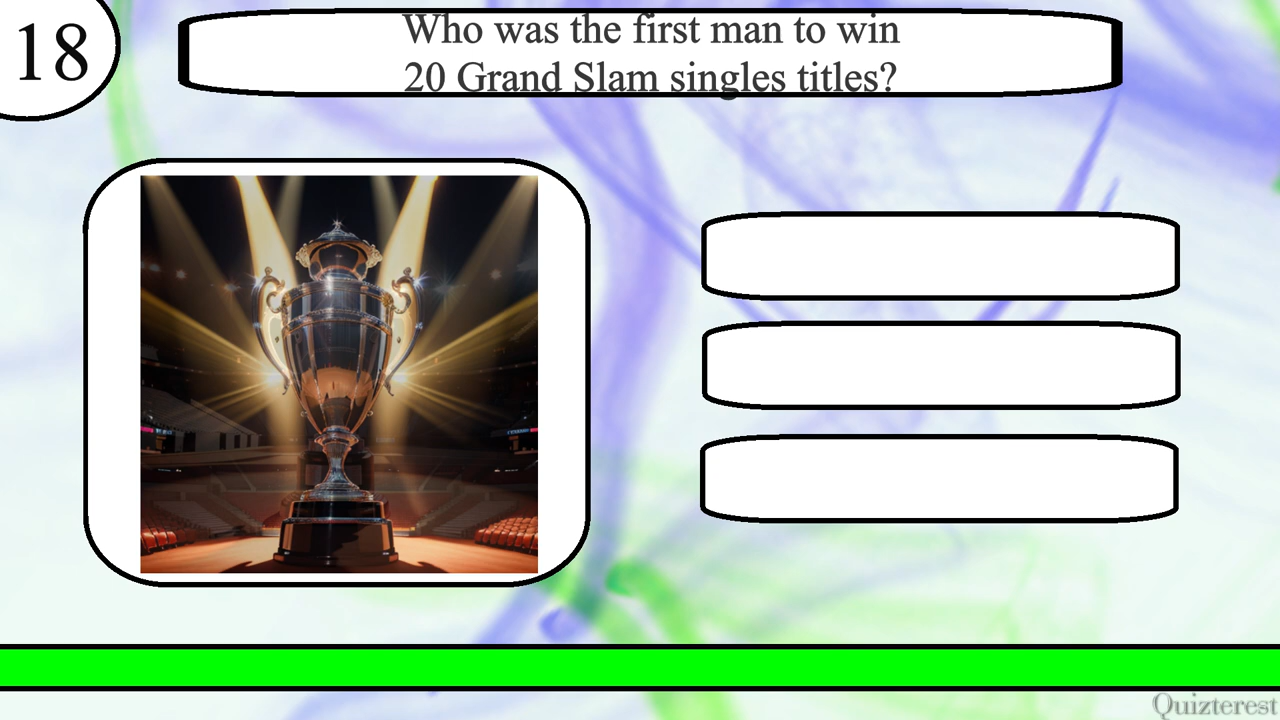 18
Who was the first man to win
20 Grand Slam singles titles?
Quizterest